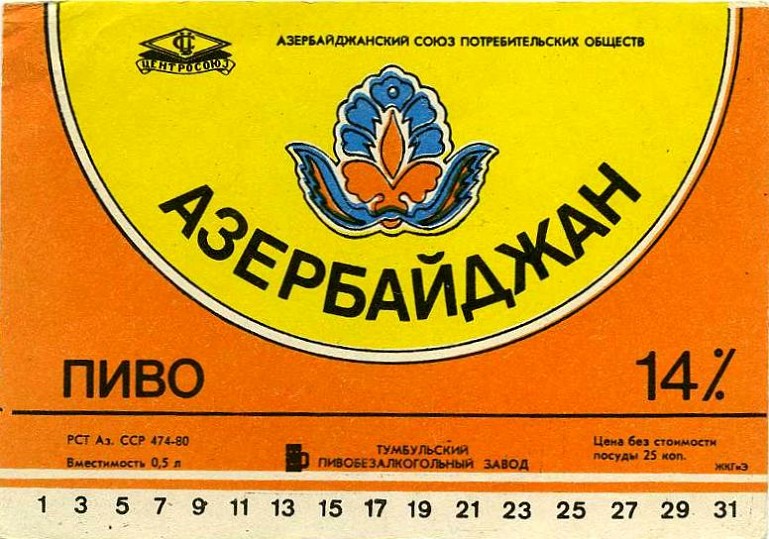 ЦЕНТРОСОЮЗ
АЗЕРБАЙДЖАНСКИЙ СОЮЗ ПОТРЕБИТЕЛЬСКИХ ОБЩЕСТВ
АЗЕРБАЙДЖАН
ПИВО
14%
РСТ Аз. ССР 474-80
Вместимость 0,5 л
ТУМБУЛЬСКИЙ
ПИВОБЕЗАЛКОГОЛЬНЫЙ ЗАВОД
Цена без стоимости
посуды 25 коп.
ЖКГиЭ
1 3 5 7 9 11 13 15 17 19 21 23 25 27 29 31